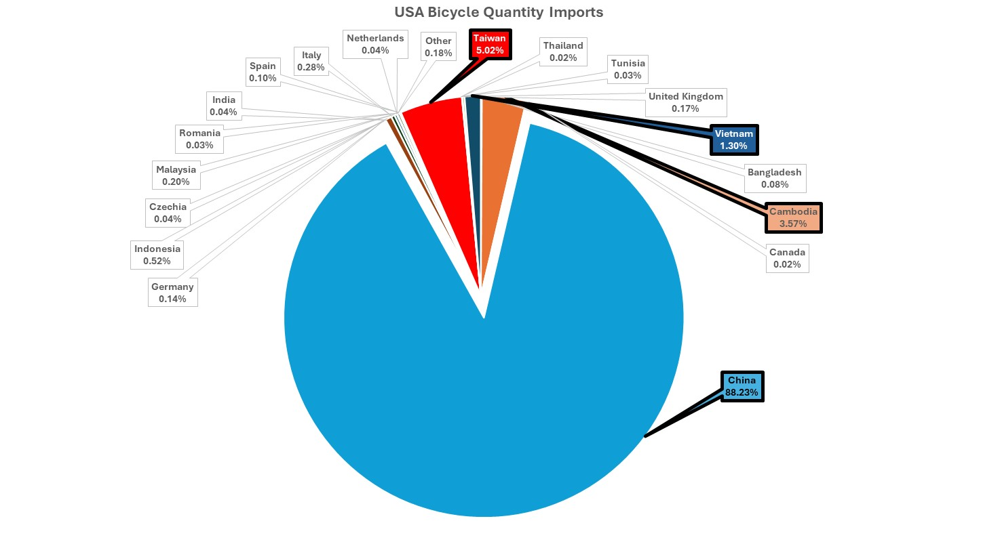 USA Bicycle Quantity Imports
Netherlands
0.04%
Other
0.18%
Taiwan
5.02%
Thailand
0.02%
Italy
0.28%
Tunisia
0.03%
Spain
0.10%
United Kingdom
0.17%
India
0.04%
Vietnam
1.30%
Romania
0.03%
Malaysia
0.20%
Bangladesh
0.08%
Czechia
0.04%
Cambodia
3.57%
Indonesia
0.52%
Canada
0.02%
Germany
0.14%
China
88.23%